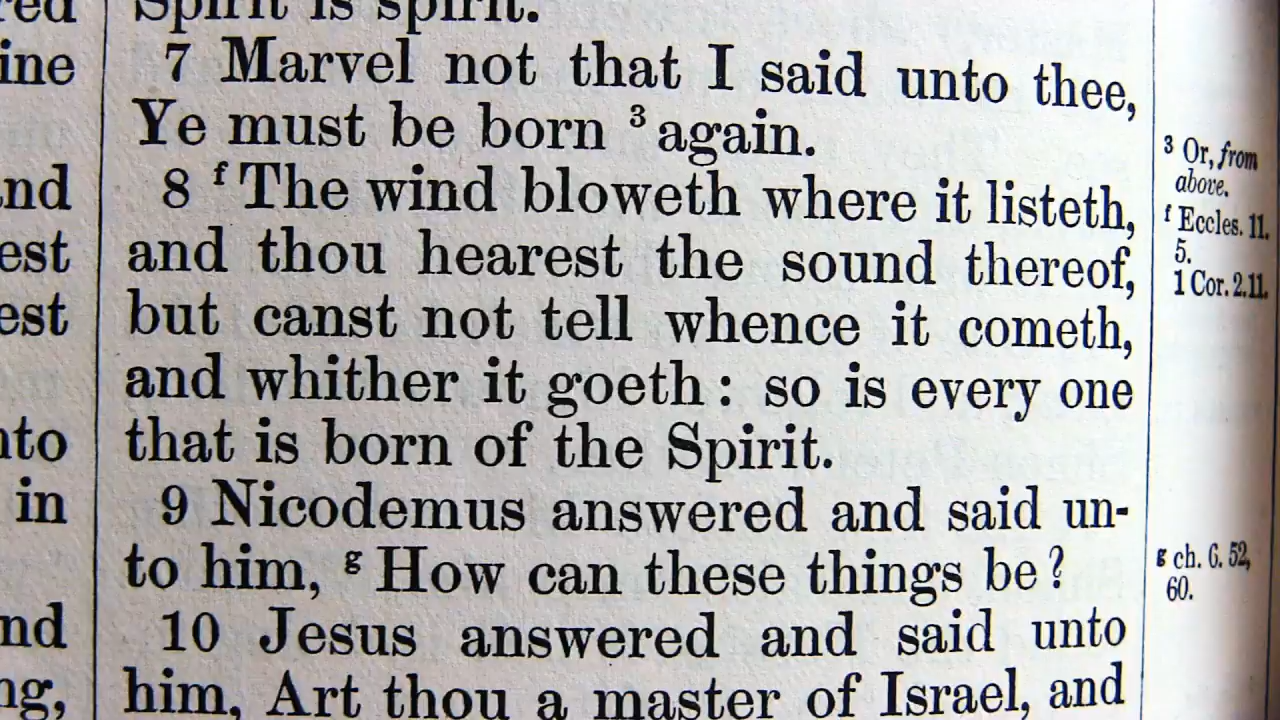 Spirit is spirit.
7 Marvel not that I said unto thee,
Ye must be born ³ again.
8 ᶠ The wind bloweth where it listeth,
and thou hearest the sound thereof,
but canst not tell whence it cometh,
and whither it goeth: so is every one
that is born of the Spirit.
9 Nicodemus answered and said un-
to him, ᵍ How can these things be?
10 Jesus answered and said unto
him, Art thou a master of Israel, and
³ Or, from
above.
ᶠ Eccles. 11.
5.
1 Cor. 2.11.
ᵍ ch. 6. 52,
60.